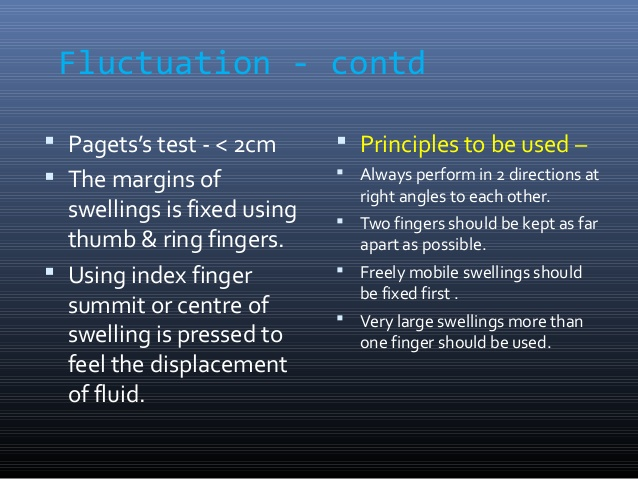 Fluctuation - contd
Pagets’s test - < 2cm
The margins of
swellings is fixed using
thumb & ring fingers.
Using index finger
summit or centre of
swelling is pressed to
feel the displacement
of fluid.
Principles to be used –
Always perform in 2 directions at
right angles to each other.
Two fingers should be kept as far
apart as possible.
Freely mobile swellings should
be fixed first .
Very large swellings more than
one finger should be used.